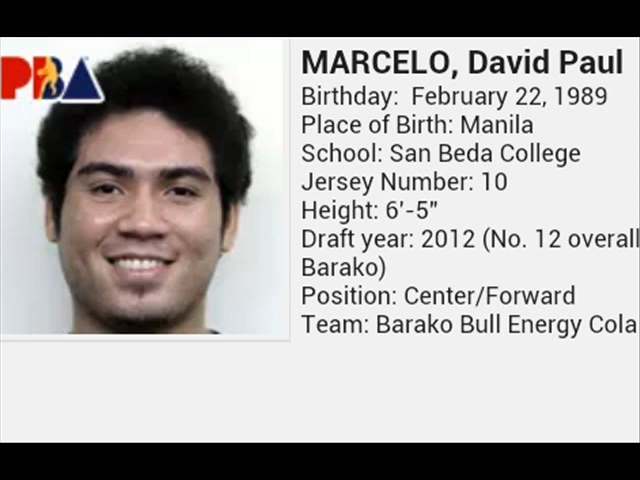 PBA
MARCELO, David Paul
Birthday:  February 22, 1989
Place of Birth: Manila
School: San Beda College
Jersey Number: 10
Height: 6'-5"
Draft year: 2012 (No. 12 overall
Barako)
Position: Center/Forward
Team: Barako Bull Energy Cola